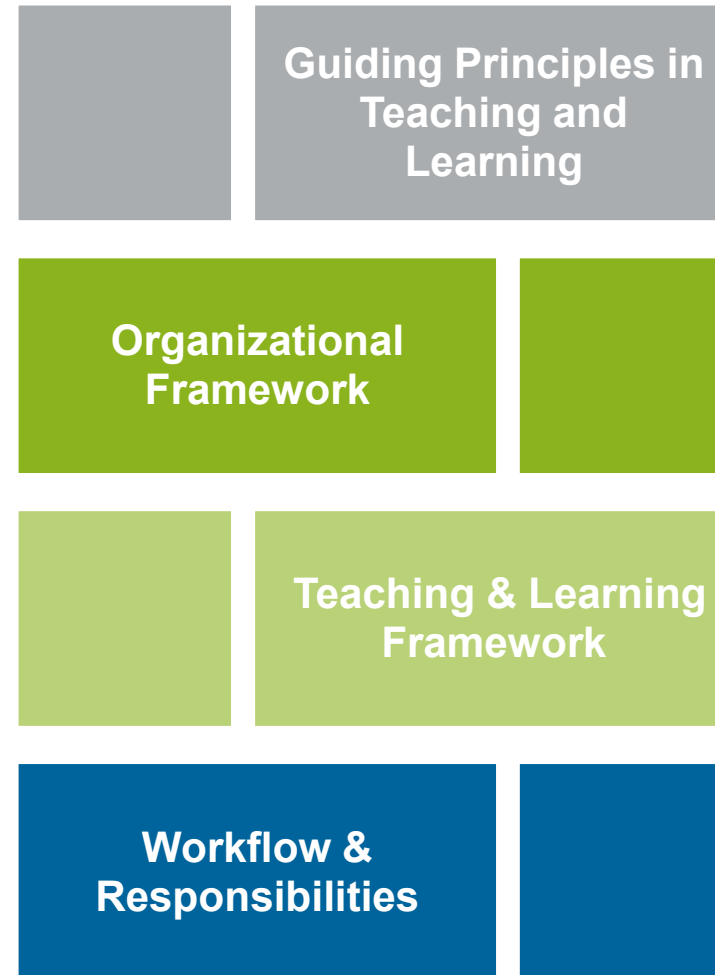 Guiding Principles in
Teaching and
Learning
Organizational
Framework
Teaching & Learning
Framework
Workflow &
Responsibilities